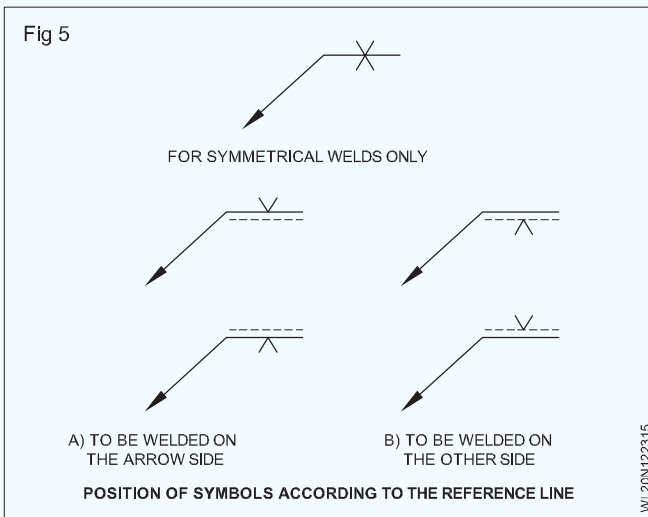 Fig 5
FOR SYMMETRICAL WELDS ONLY
A) TO BE WELDED ON
THE ARROW SIDE
B) TO BE WELDED ON
THE OTHER SIDE
POSITION OF SYMBOLS ACCORDING TO THE REFERENCE LINE
WL20N122315